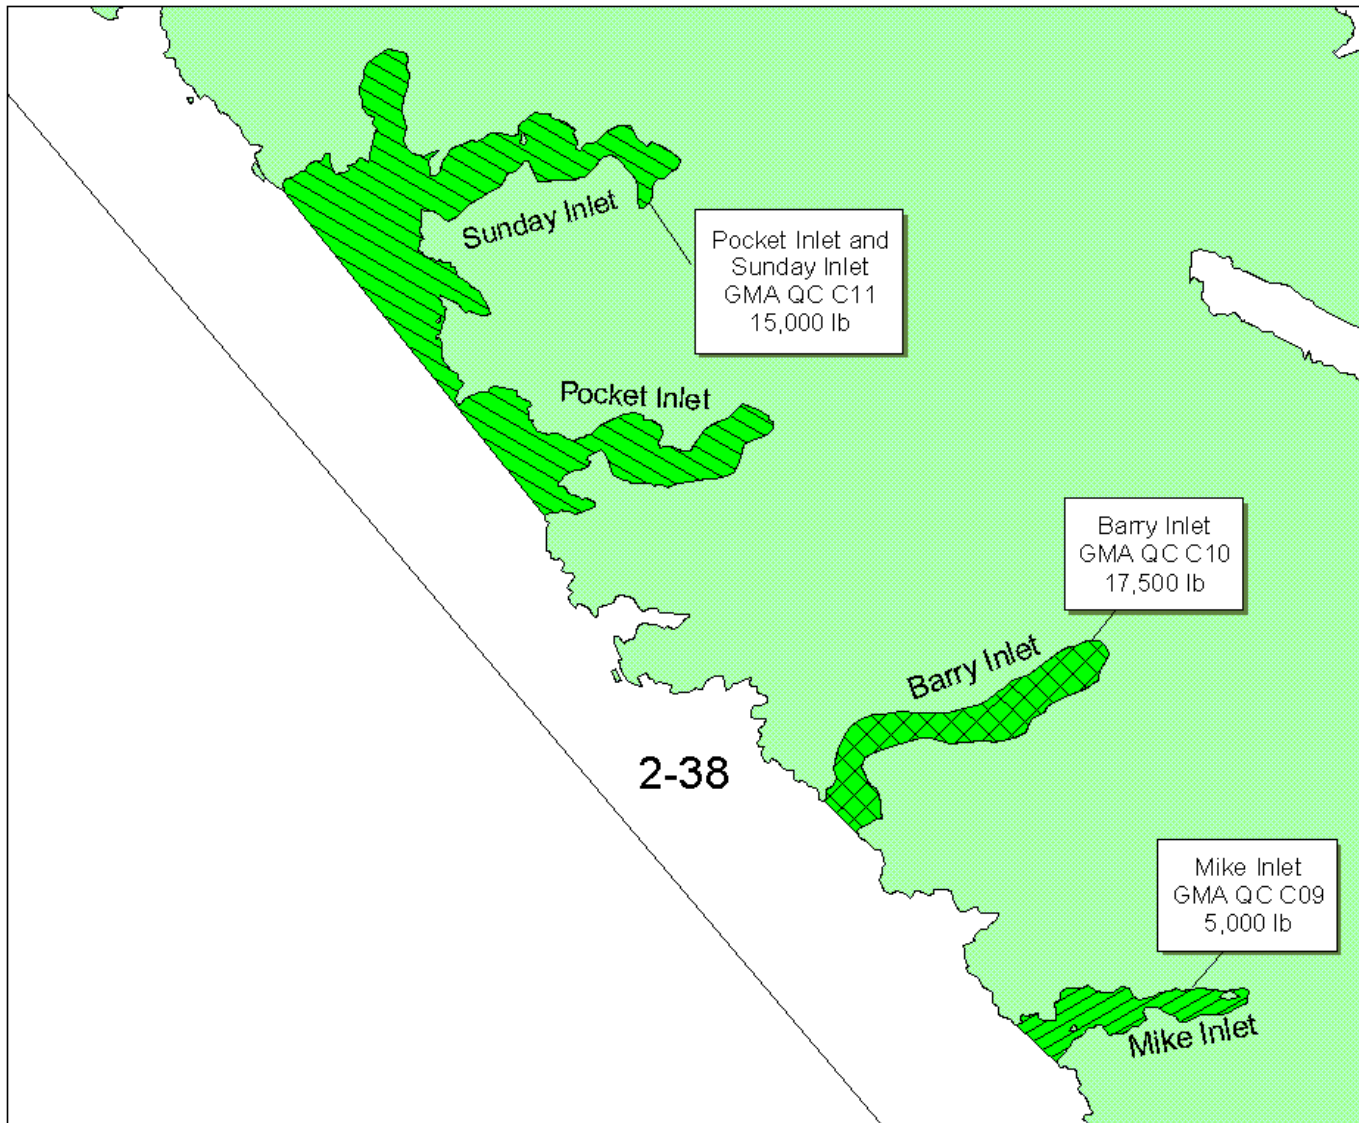 Sunday Inlet
Pocket Inlet and
Sunday Inlet
GMA QC C11
15,000 lb
Pocket Inlet
Barry Inlet
GMA QC C10
17,500 lb
Barry Inlet
2-38
Mike Inlet
GMA QC C09
5,000 lb
Mike Inlet